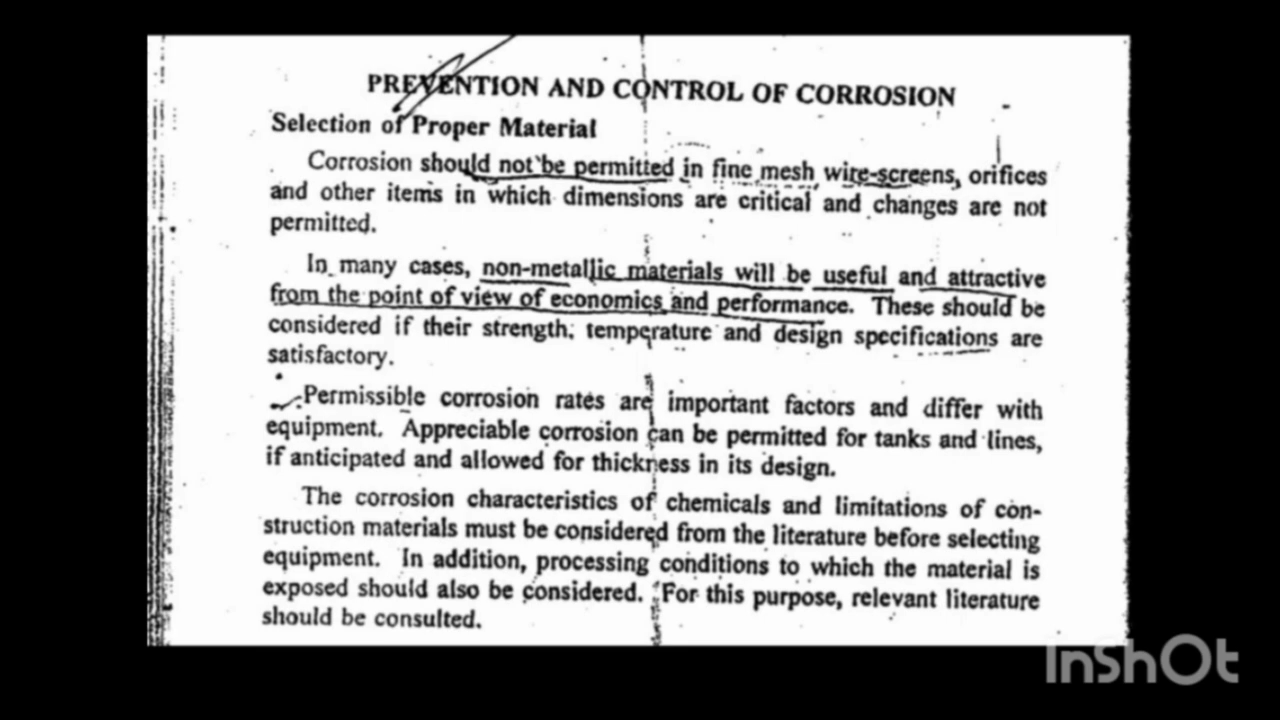 PREVENTION AND CONTROL OF CORROSION
Selection of Proper Material
Corrosion should not be permitted in fine mesh wire-screens, orifices
and other items in which dimensions are critical and changes are not
permitted.
In many cases, non-metallic materials will be useful and attractive
from the point of view of economics and performance. These should be
considered if their strength, temperature and design specifications are
satisfactory.
Permissible corrosion rates are important factors and differ with
equipment. Appreciable corrosion can be permitted for tanks and lines,
if anticipated and allowed for thickness in its design.
The corrosion characteristics of chemicals and limitations of con-
struction materials must be considered from the literature before selecting
equipment. In addition, processing conditions to which the material is
exposed should also be considered. For this purpose, relevant literature
should be consulted.
InShOt